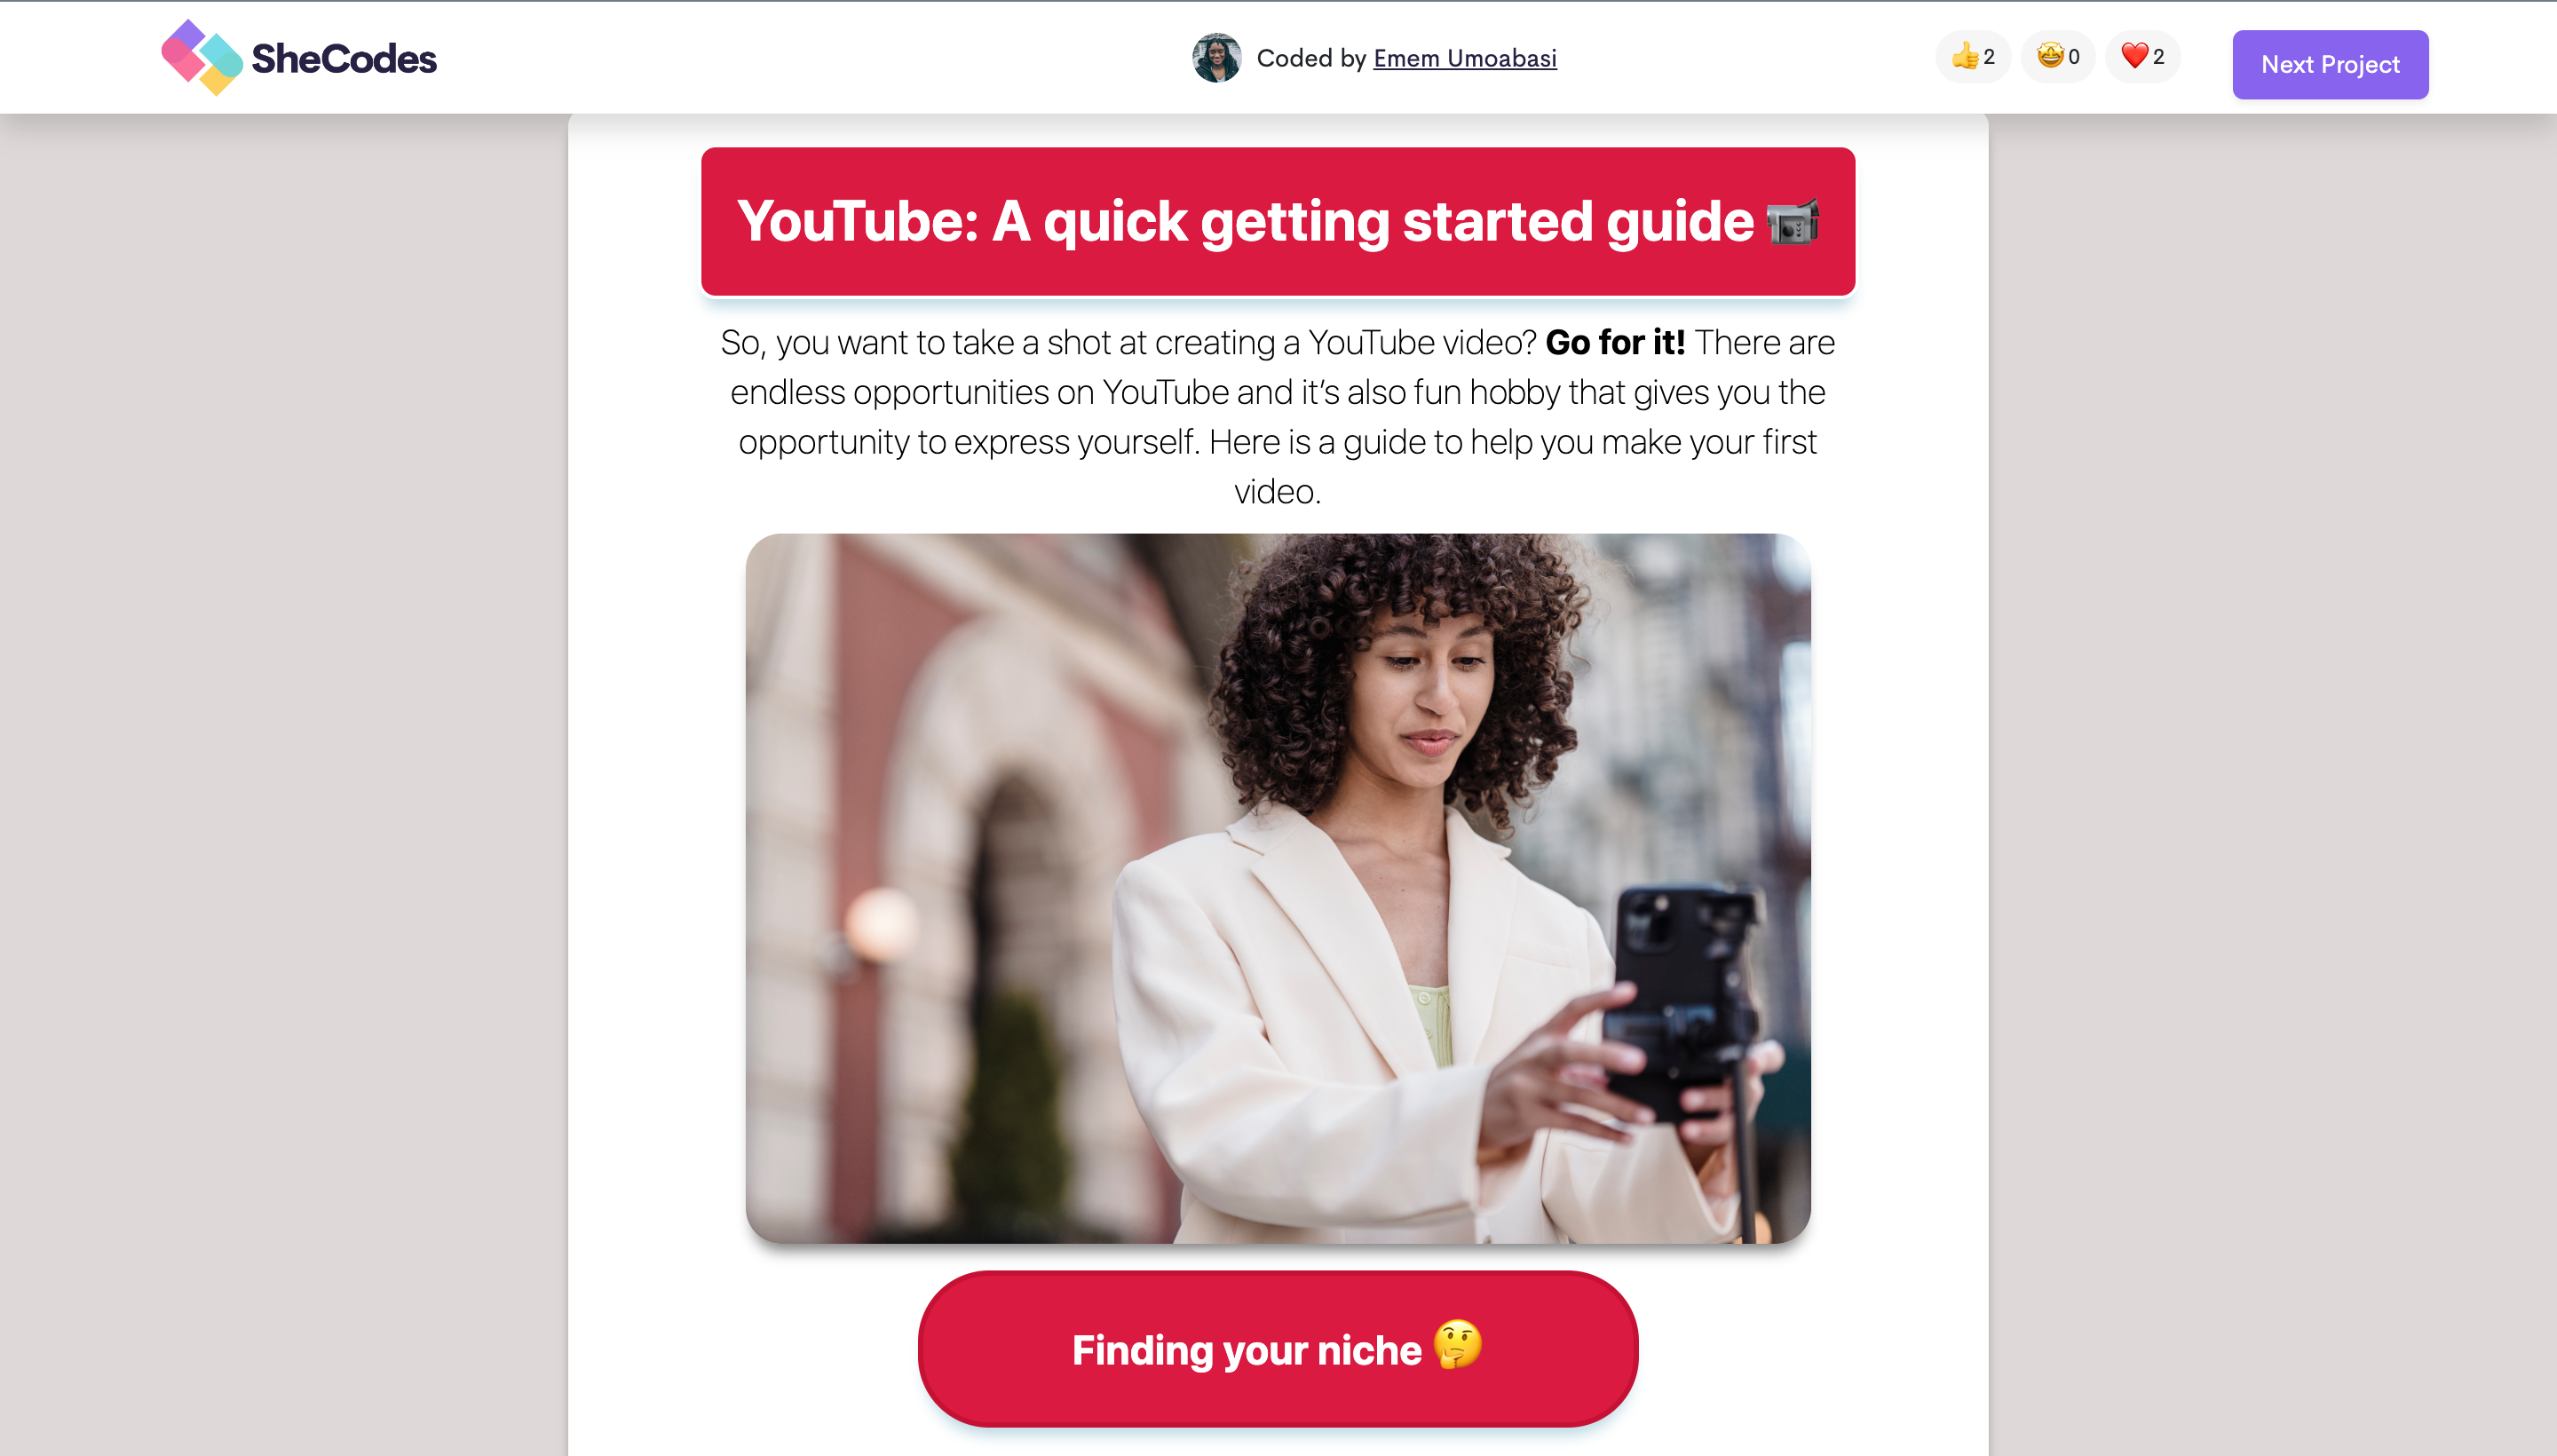 SheCodes
Coded by Emem Umoabasi
👍2 🤩0 ❤️2
Next Project
YouTube: A quick getting started guide 📹
So, you want to take a shot at creating a YouTube video? Go for it! There are
endless opportunities on YouTube and it’s also fun hobby that gives you the
opportunity to express yourself. Here is a guide to help you make your first
video.
Finding your niche 🤔